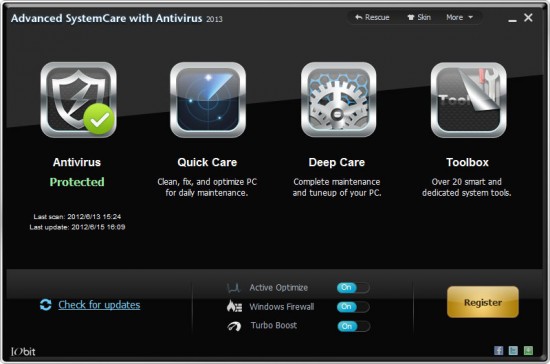 Advanced SystemCare with Antivirus 2013
Rescue
Skin
More
Tool
Antivirus
Protected
Last scan: 2012/6/13 15:24
Last update: 2012/6/15 16:09
Quick Care
Clean, fix, and optimize PC
for daily maintenance.
Deep Care
Complete maintenance
and tuneup of your PC.
Toolbox
Over 20 smart and
dedicated system tools.
Check for updates
Active Optimize
On
Windows Firewall
On
Turbo Boost
On
Register
IObit